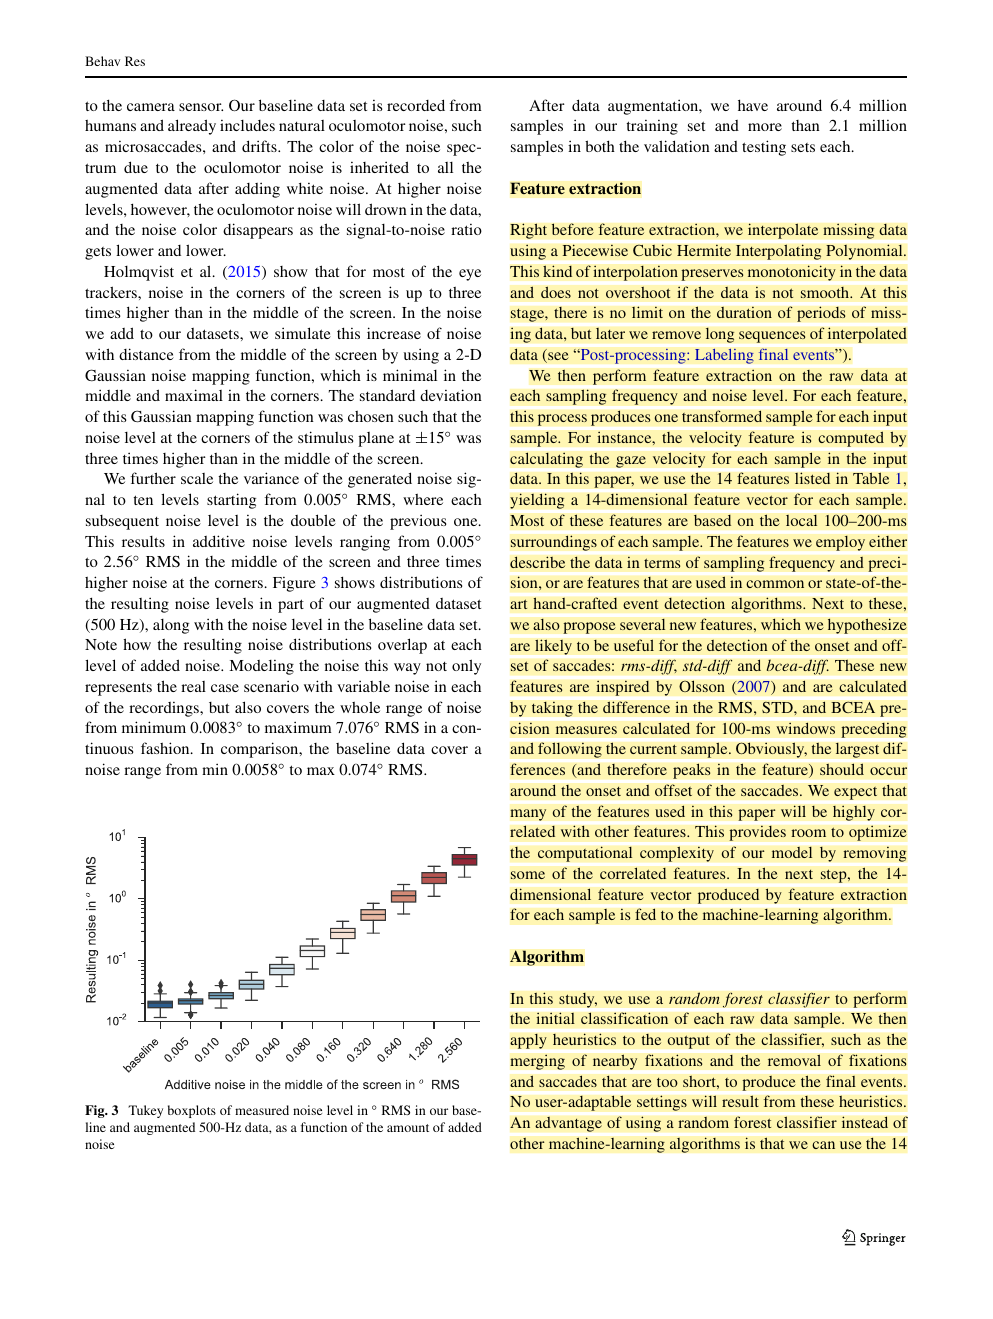 Behav Res
to the camera sensor. Our baseline data set is recorded from
humans and already includes natural oculomotor noise, such
as microsaccades, and drifts. The color of the noise spec-
trum due to the oculomotor noise is inherited to all the
augmented data after adding white noise. At higher noise
levels, however, the oculomotor noise will drown in the data,
and the noise color disappears as the signal-to-noise ratio
gets lower and lower.
Holmqvist et al. (2015) show that for most of the eye
trackers, noise in the corners of the screen is up to three
times higher than in the middle of the screen. In the noise
we add to our datasets, we simulate this increase of noise
with distance from the middle of the screen by using a 2-D
Gaussian noise mapping function, which is minimal in the
middle and maximal in the corners. The standard deviation
of this Gaussian mapping function was chosen such that the
noise level at the corners of the stimulus plane at ±15° was
three times higher than in the middle of the screen.
We further scale the variance of the generated noise sig-
nal to ten levels starting from 0.005° RMS, where each
subsequent noise level is the double of the previous one.
This results in additive noise levels ranging from 0.005°
to 2.56° RMS in the middle of the screen and three times
higher noise at the corners. Figure 3 shows distributions of
the resulting noise levels in part of our augmented dataset
(500 Hz), along with the noise level in the baseline data set.
Note how the resulting noise distributions overlap at each
level of added noise. Modeling the noise this way not only
represents the real case scenario with variable noise in each
of the recordings, but also covers the whole range of noise
from minimum 0.0083° to maximum 7.076° RMS in a con-
tinuous fashion. In comparison, the baseline data cover a
noise range from min 0.0058° to max 0.074° RMS.
10¹
10⁰
10⁻¹
10⁻²
Resulting noise in ° RMS
baseline 0.005 0.010 0.020 0.040 0.080 0.160 0.320 0.640 1.280 2.560
Additive noise in the middle of the screen in ° RMS
Fig. 3 Tukey boxplots of measured noise level in ° RMS in our base-
line and augmented 500-Hz data, as a function of the amount of added
noise
After data augmentation, we have around 6.4 million
samples in our training set and more than 2.1 million
samples in both the validation and testing sets each.
Feature extraction
Right before feature extraction, we interpolate missing data
using a Piecewise Cubic Hermite Interpolating Polynomial.
This kind of interpolation preserves monotonicity in the data
and does not overshoot if the data is not smooth. At this
stage, there is no limit on the duration of periods of miss-
ing data, but later we remove long sequences of interpolated
data (see “Post-processing: Labeling final events”).
We then perform feature extraction on the raw data at
each sampling frequency and noise level. For each feature,
this process produces one transformed sample for each input
sample. For instance, the velocity feature is computed by
calculating the gaze velocity for each sample in the input
data. In this paper, we use the 14 features listed in Table 1,
yielding a 14-dimensional feature vector for each sample.
Most of these features are based on the local 100–200-ms
surroundings of each sample. The features we employ either
describe the data in terms of sampling frequency and preci-
sion, or are features that are used in common or state-of-the-
art hand-crafted event detection algorithms. Next to these,
we also propose several new features, which we hypothesize
are likely to be useful for the detection of the onset and off-
set of saccades: rms-diff, std-diff and bcea-diff. These new
features are inspired by Olsson (2007) and are calculated
by taking the difference in the RMS, STD, and BCEA pre-
cision measures calculated for 100-ms windows preceding
and following the current sample. Obviously, the largest dif-
ferences (and therefore peaks in the feature) should occur
around the onset and offset of the saccades. We expect that
many of the features used in this paper will be highly cor-
related with other features. This provides room to optimize
the computational complexity of our model by removing
some of the correlated features. In the next step, the 14-
dimensional feature vector produced by feature extraction
for each sample is fed to the machine-learning algorithm.
Algorithm
In this study, we use a random forest classifier to perform
the initial classification of each raw data sample. We then
apply heuristics to the output of the classifier, such as the
merging of nearby fixations and the removal of fixations
and saccades that are too short, to produce the final events.
No user-adaptable settings will result from these heuristics.
An advantage of using a random forest classifier instead of
other machine-learning algorithms is that we can use the 14
Springer